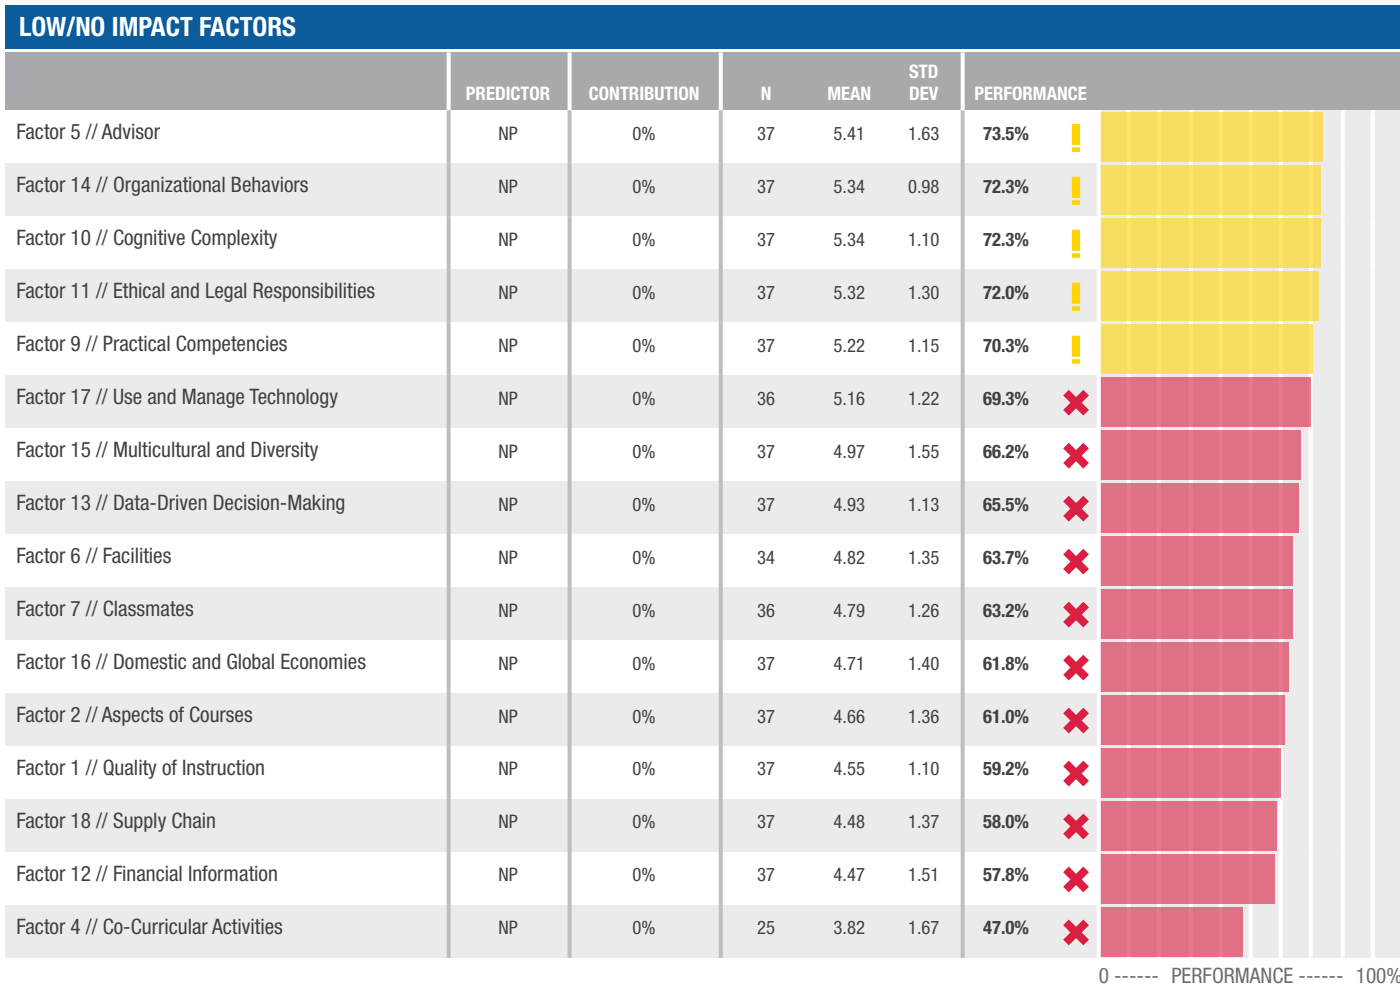 LOW/NO IMPACT FACTORS
PREDICTOR CONTRIBUTION N MEAN STD DEV PERFORMANCE
Factor 5 // Advisor NP 0% 37 5.41 1.63 73.5%
Factor 14 // Organizational Behaviors NP 0% 37 5.34 0.98 72.3%
Factor 10 // Cognitive Complexity NP 0% 37 5.34 1.10 72.3%
Factor 11 // Ethical and Legal Responsibilities NP 0% 37 5.32 1.30 72.0%
Factor 9 // Practical Competencies NP 0% 37 5.22 1.15 70.3%
Factor 17 // Use and Manage Technology NP 0% 36 5.16 1.22 69.3%
Factor 15 // Multicultural and Diversity NP 0% 37 4.97 1.55 66.2%
Factor 13 // Data-Driven Decision-Making NP 0% 37 4.93 1.13 65.5%
Factor 6 // Facilities NP 0% 34 4.82 1.35 63.7%
Factor 7 // Classmates NP 0% 36 4.79 1.26 63.2%
Factor 16 // Domestic and Global Economies NP 0% 37 4.71 1.40 61.8%
Factor 2 // Aspects of Courses NP 0% 37 4.66 1.36 61.0%
Factor 1 // Quality of Instruction NP 0% 37 4.55 1.10 59.2%
Factor 18 // Supply Chain NP 0% 37 4.48 1.37 58.0%
Factor 12 // Financial Information NP 0% 37 4.47 1.51 57.8%
Factor 4 // Co-Curricular Activities NP 0% 25 3.82 1.67 47.0%
0 ------ PERFORMANCE ------ 100%